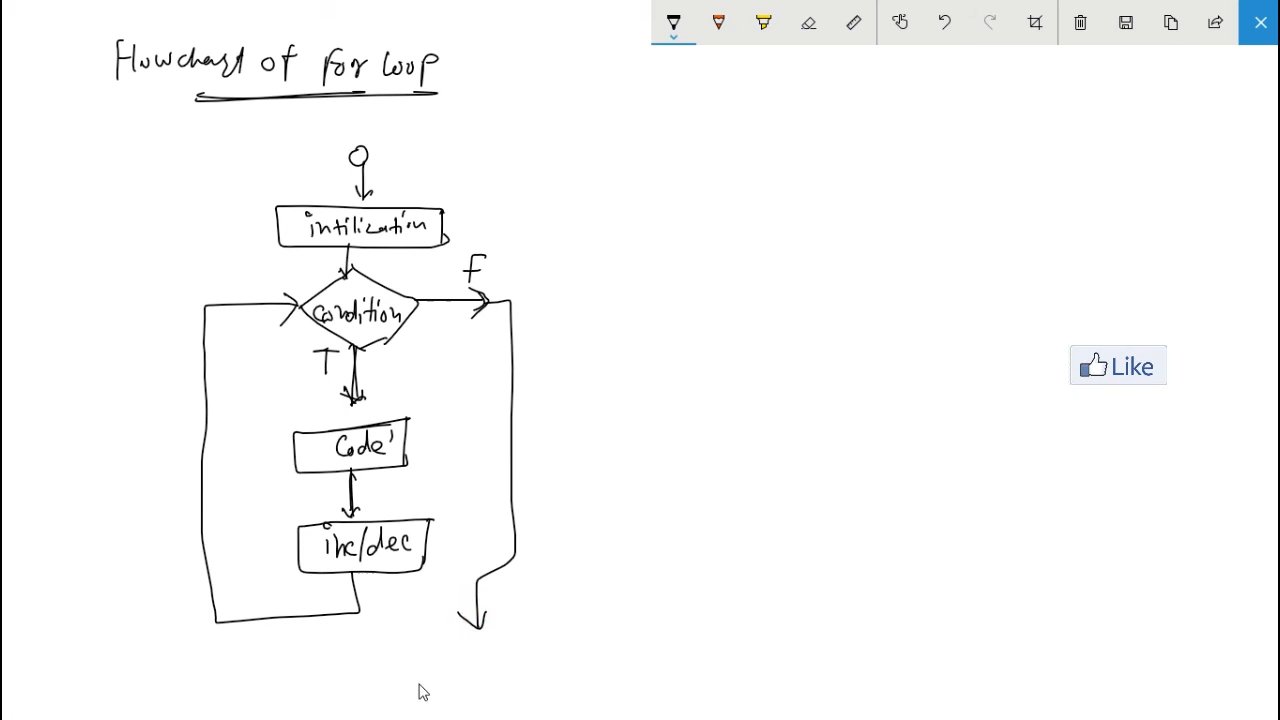 Flowchart of for loop
intilization
F
condition
T
Code
inc/dec
Like